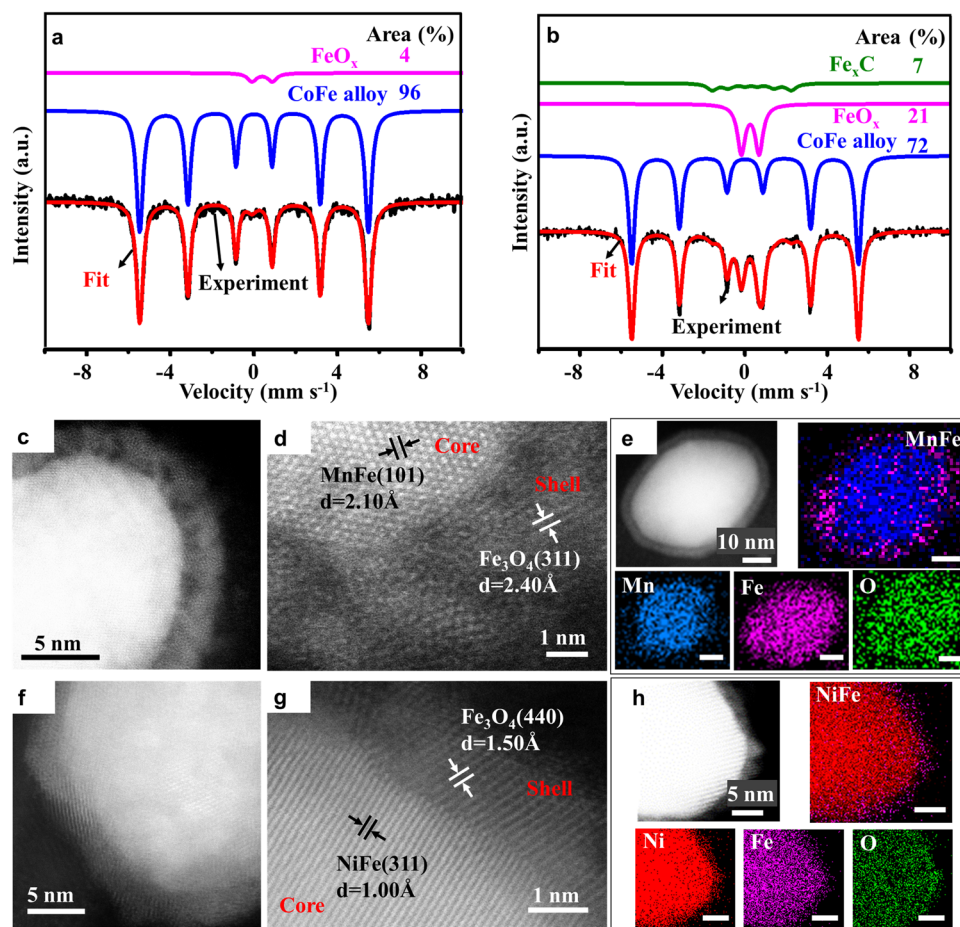 a
Area (%)
FeOₓ 4
CoFe alloy 96
Fit
Experiment
Intensity (a.u.)
-8 -4 0 4 8
Velocity (mm s⁻¹)
b
Area (%)
FeₓC 7
FeOₓ 21
CoFe alloy 72
Fit
Experiment
Intensity (a.u.)
-8 -4 0 4 8
Velocity (mm s⁻¹)
c
5 nm
d
Core
MnFe(101)
d=2.10Å
Shell
Fe₃O₄(311)
d=2.40Å
1 nm
e
10 nm
MnFe
Mn
Fe
O
f
5 nm
g
Fe₃O₄(440)
d=1.50Å
Shell
NiFe(311)
d=1.00Å
Core
1 nm
h
5 nm
NiFe
Ni
Fe
O